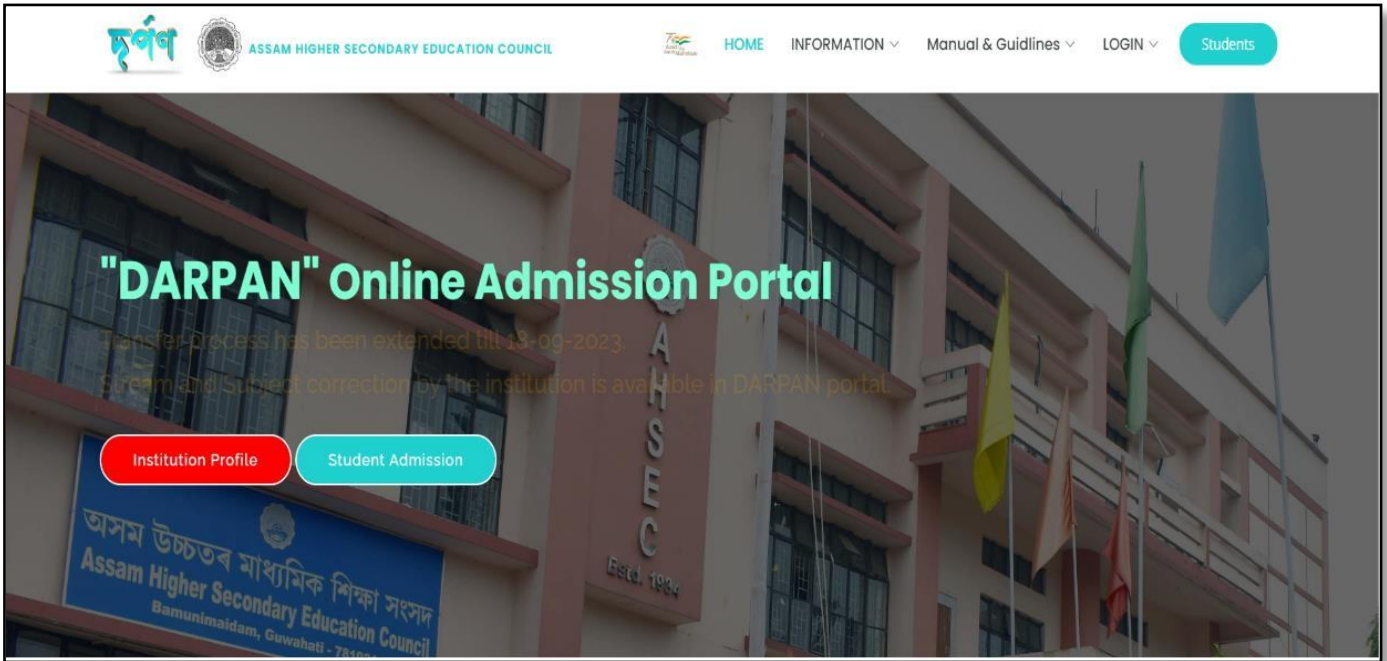 দৰ্পণ
ASSAM HIGHER SECONDARY EDUCATION COUNCIL
HOME
INFORMATION
Manual & Guidlines
LOGIN
Students
"DARPAN" Online Admission Portal
Transfer process has been extended till 18-09-2023.
Stream and Subject correction by the institution is available in DARPAN portal.
Institution Profile
Student Admission
AHSEC
Estd. 1984
অসম উচ্চতৰ মাধ্যমিক শিক্ষা সংসদ
Assam Higher Secondary Education Council
Bamunimaidam, Guwahati -